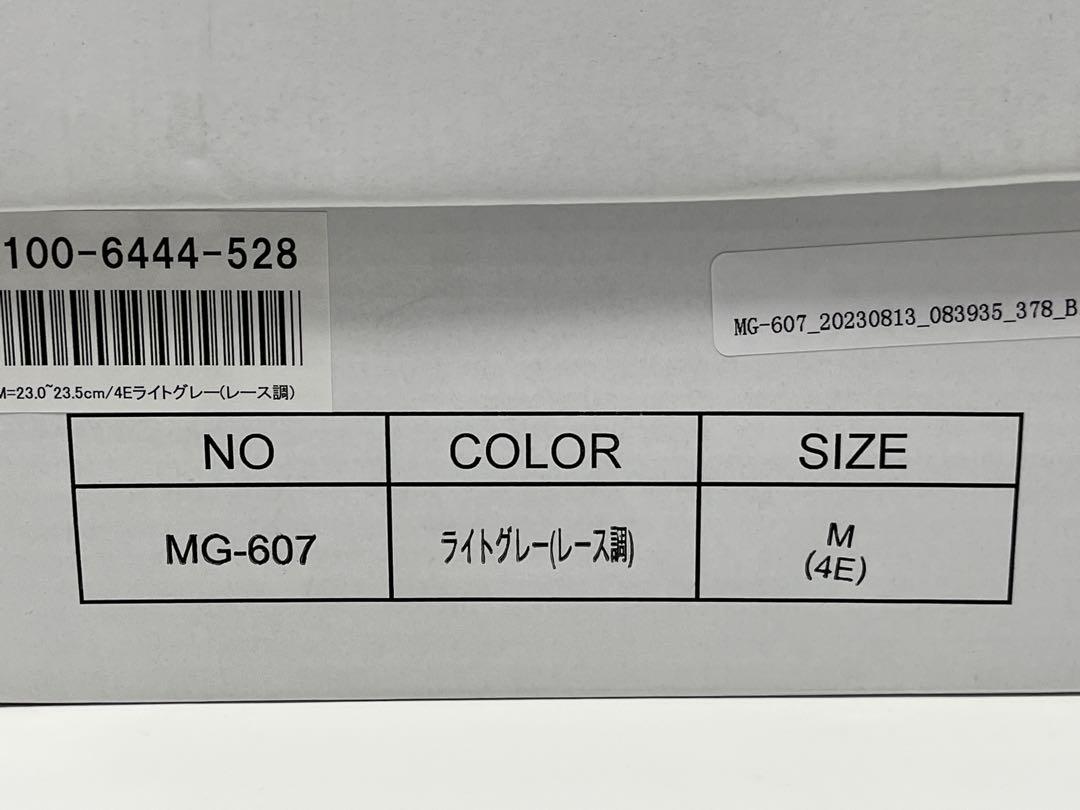 100-6444-528
M=23.0~23.5cm/4Eライトグレー(レース調)
MG-607_20230813_083935_378_B
NO COLOR SIZE
MG-607 ライトグレー(レース調) M
(4E)